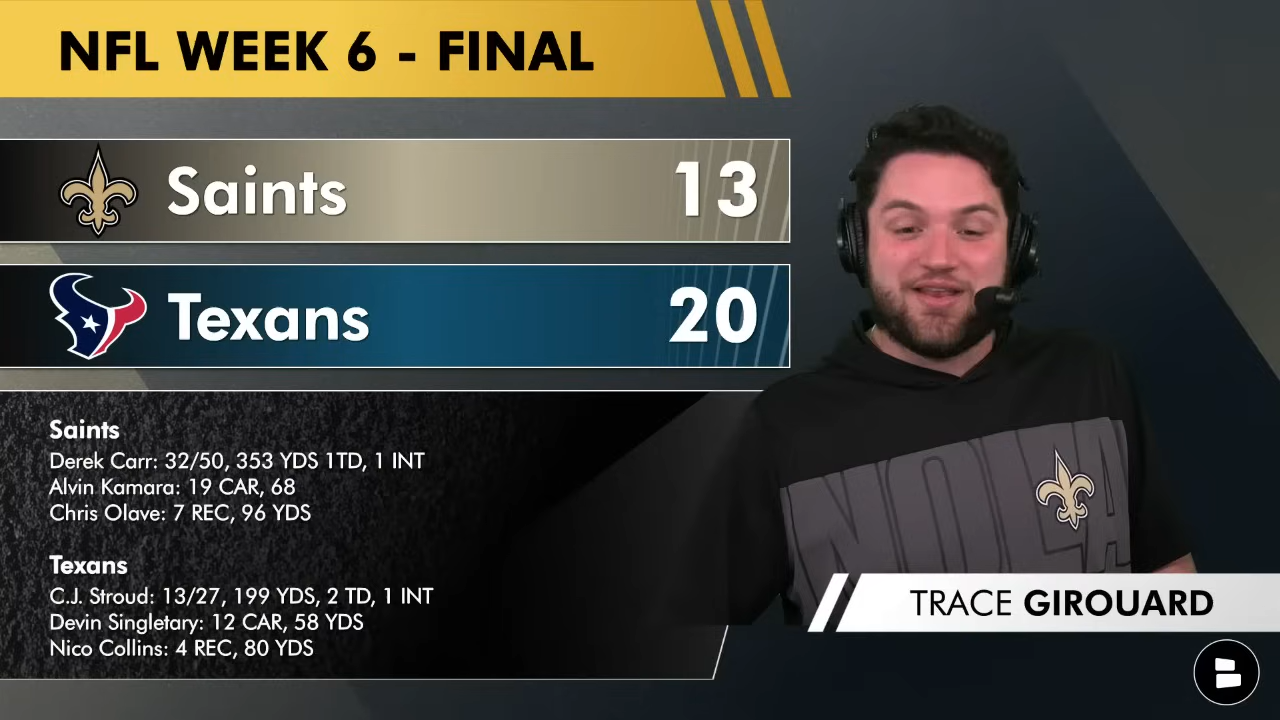 NFL WEEK 6 - FINAL
Saints 13
Texans 20
Saints
Derek Carr: 32/50, 353 YDS 1TD, 1 INT
Alvin Kamara: 19 CAR, 68
Chris Olave: 7 REC, 96 YDS
Texans
C.J. Stroud: 13/27, 199 YDS, 2 TD, 1 INT
Devin Singletary: 12 CAR, 58 YDS
Nico Collins: 4 REC, 80 YDS
NOLA
TRACE GIROUARD